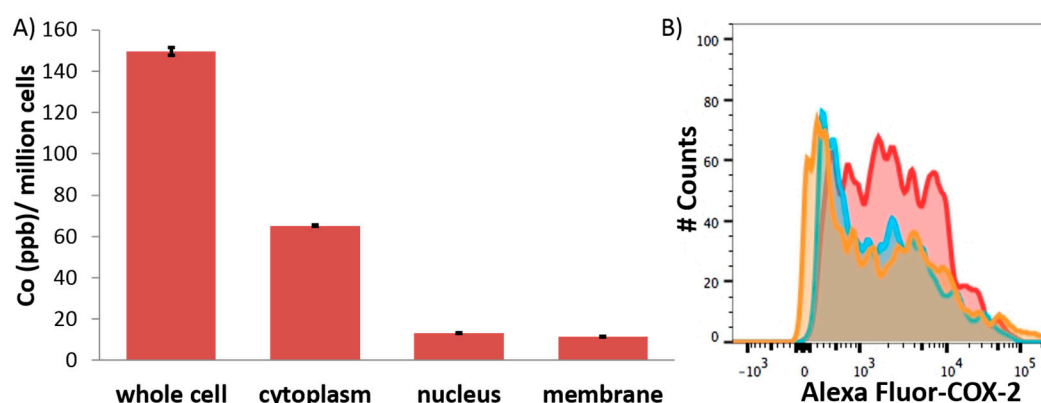 A)
Co (ppb)/ million cells
160
140
120
100
80
60
40
20
0
whole cell cytoplasm nucleus membrane
B)
# Counts
100
80
60
40
20
0
-10³ 0 10³ 10⁴ 10⁵
Alexa Fluor-COX-2